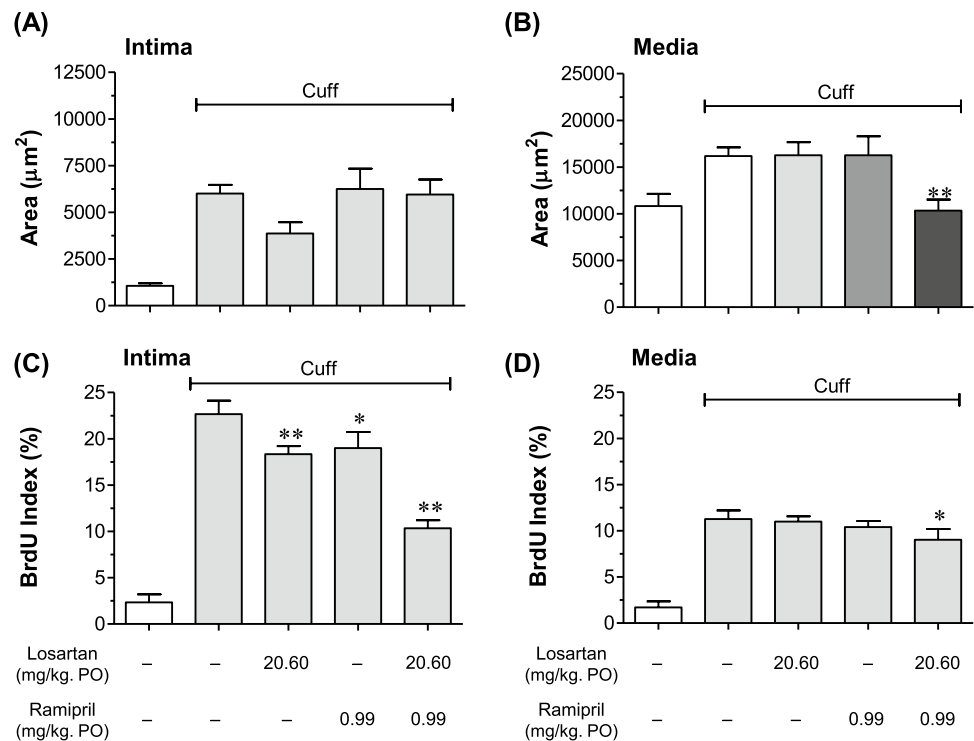 (A)
Intima
Cuff
12500
10000
7500
5000
2500
0
Area (μm²)
(B)
Media
Cuff
25000
20000
15000
10000
5000
0
Area (μm²)
**
(C)
Intima
Cuff
25
20
15
10
5
0
BrdU Index (%)
**
*
**
(D)
Media
Cuff
25
20
15
10
5
0
BrdU Index (%)
*
Losartan
(mg/kg. PO)
– – 20.60 – 20.60
Ramipril
(mg/kg. PO)
– – – 0.99 0.99
Losartan
(mg/kg. PO)
– – 20.60 – 20.60
Ramipril
(mg/kg. PO)
– – – 0.99 0.99